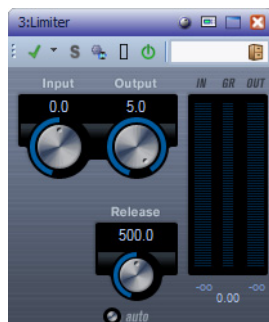 3:Limiter
S
Input Output IN GR OUT
0.0 5.0
Release
500.0
-∞ 0.00 -∞
auto